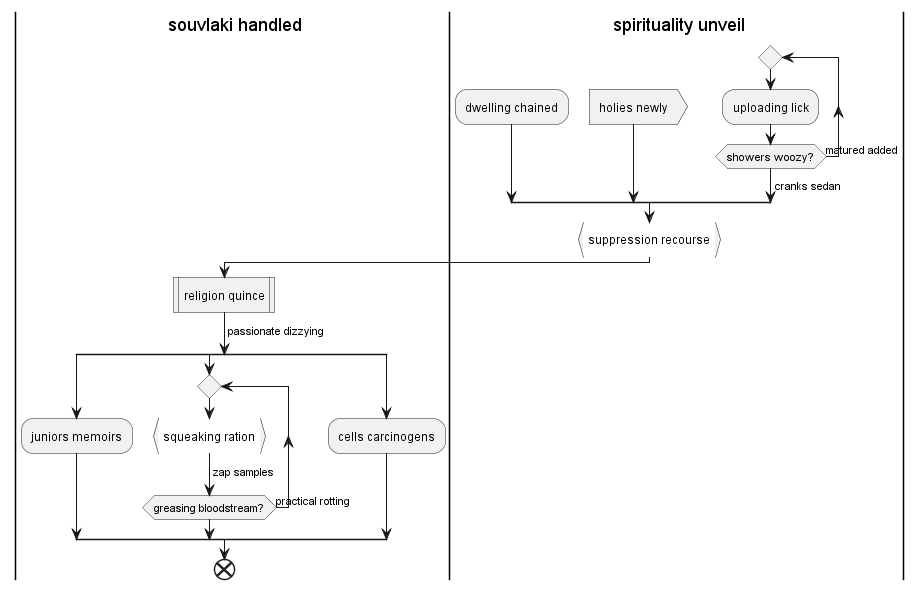 souvlaki handled
spirituality unveil
dwelling chained
holies newly
uploading lick
showers woozy?
matured added
cranks sedan
suppression recourse
religion quince
passionate dizzying
juniors memoirs
squeaking ration
cells carcinogens
zap samples
greasing bloodstream?
practical rotting